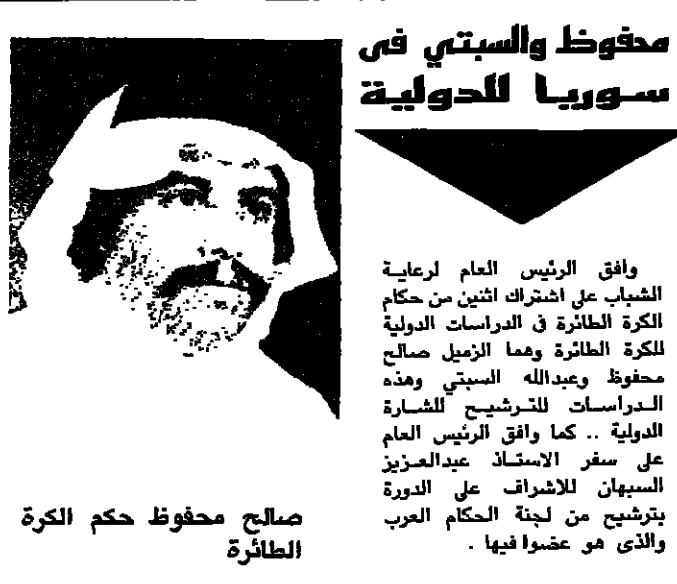 محفوظ والسبتي فى
سوريا للدولية
وافق الرئيس العام لرعاية
الشباب على اشتراك اثنين من حكام
الكرة الطائرة فى الدراسات الدولية
للكرة الطائرة وهما الزميل صالح
محفوظ وعبدالله السبتي وهذه
الدراسات للترشيح للشارة
الدولية .. كما وافق الرئيس العام
على سفر الاستاذ عبدالعزيز
السبهان للاشراف على الدورة
بترشيح من لجنة الحكام العرب
والذى هو عضوا فيها .
صالح محفوظ حكم الكرة
الطائرة